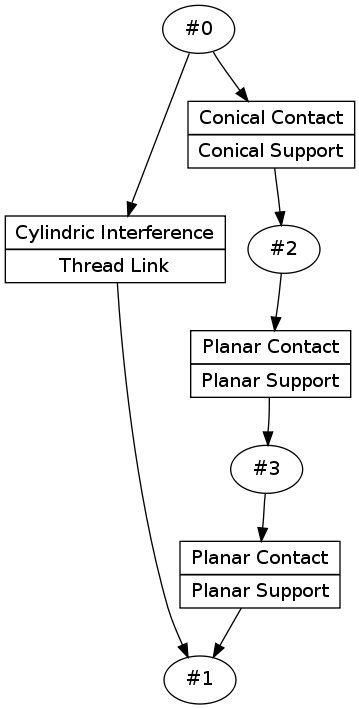 #0
Conical Contact
Conical Support
Cylindric Interference
Thread Link
#2
Planar Contact
Planar Support
#3
Planar Contact
Planar Support
#1